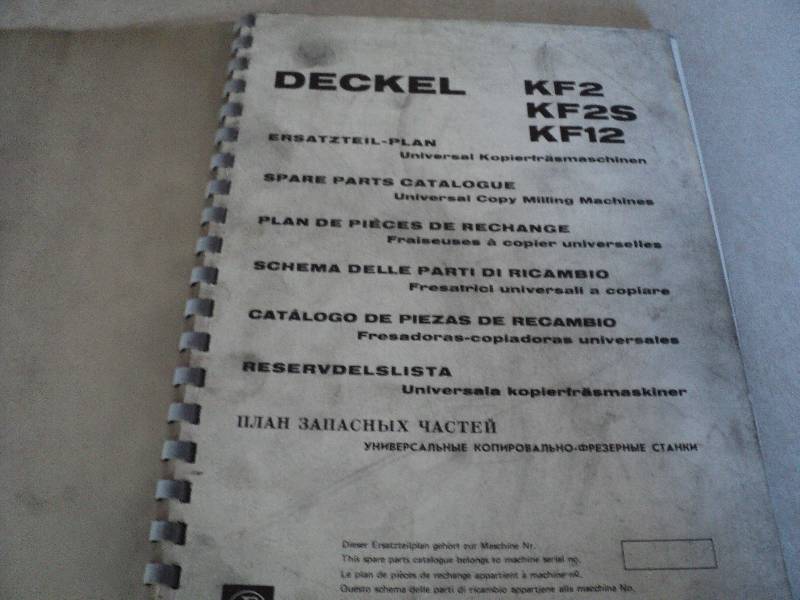 DECKEL KF2
KF2S
KF12
ERSATZTEIL-PLAN
Universal Kopierfräsmaschinen
SPARE PARTS CATALOGUE
Universal Copy Milling Machines
PLAN DE PIÈCES DE RECHANGE
Fraiseuses à copier universelles
SCHEMA DELLE PARTI DI RICAMBIO
Fresatrici universali a copiare
CATÁLOGO DE PIEZAS DE RECAMBIO
Fresadoras-copiadoras universales
RESERVDELSLISTA
Universala kopierfräsmaskiner
ПЛАН ЗАПАСНЫХ ЧАСТЕЙ
УНИВЕРСАЛЬНЫЕ КОПИРОВАЛЬНО-ФРЕЗЕРНЫЕ СТАНКИ
Dieser Ersatzteilplan gehört zur Maschine Nr.
This spare parts catalogue belongs to machine serial no.
Le plan de pièces de rechange appartient à machine nº.
Questo schema delle parti di ricambio appartiene alla macchina No.